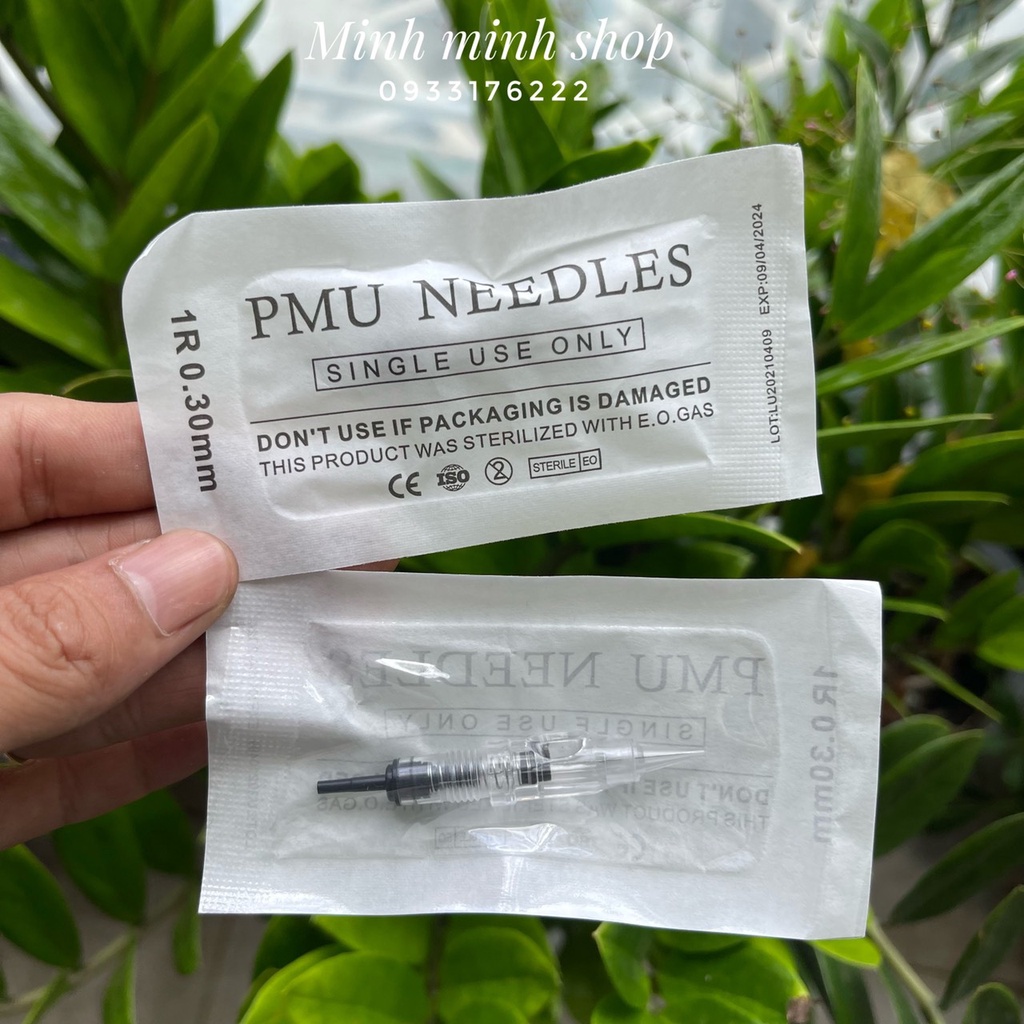 Minh minh shop
0933176222
PMU NEEDLES
SINGLE USE ONLY
DON'T USE IF PACKAGING IS DAMAGED
THIS PRODUCT WAS STERILIZED WITH E.O.GAS
CE ISO 2 STERILE EO
1R 0.30mm
LOT:LU20210409 EXP:09/04/2024
PMU NEEDLES
SINGLE USE ONLY
1R 0.30mm